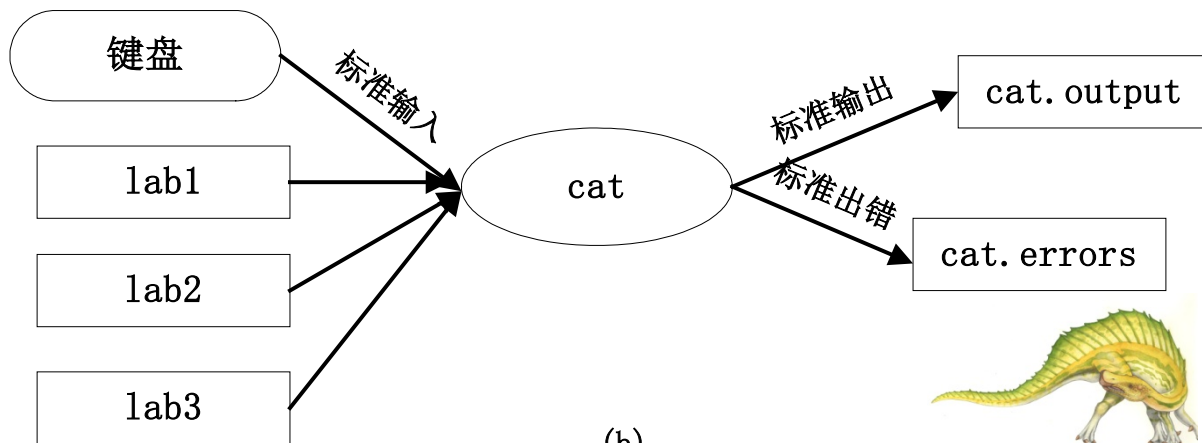 键盘
标准输入
lab1
lab2
lab3
cat
标准输出
标准出错
cat.output
cat.errors
(b)